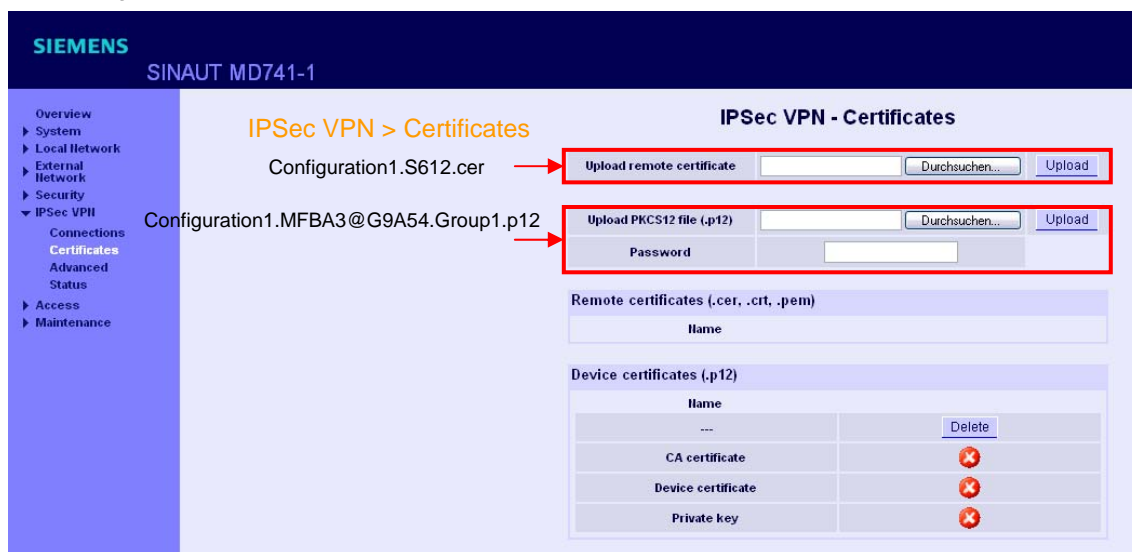 SIEMENS
SINAUT MD741-1
Overview
System
Local Network
External
Network
Security
IPSec VPN
Connections
Certificates
Advanced
Status
Access
Maintenance
IPSec VPN > Certificates
Configuration1.S612.cer
Configuration1.MFBA3@G9A54.Group1.p12
IPSec VPN - Certificates
Upload remote certificate Durchsuchen... Upload
Upload PKCS12 file (.p12) Durchsuchen... Upload
Password
Remote certificates (.cer, .crt, .pem)
Name
Device certificates (.p12)
Name
--- Delete
CA certificate
Device certificate
Private key